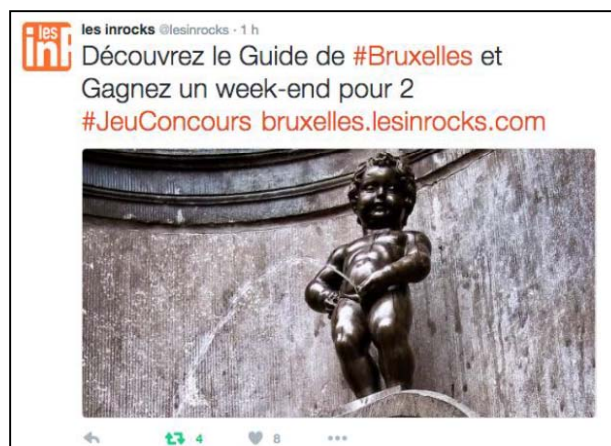 les inRocks @lesinrocks · 1 h
les
inR
Découvrez le Guide de #Bruxelles et
Gagnez un week-end pour 2
#JeuConcours bruxelles.lesinrocks.com
4
8